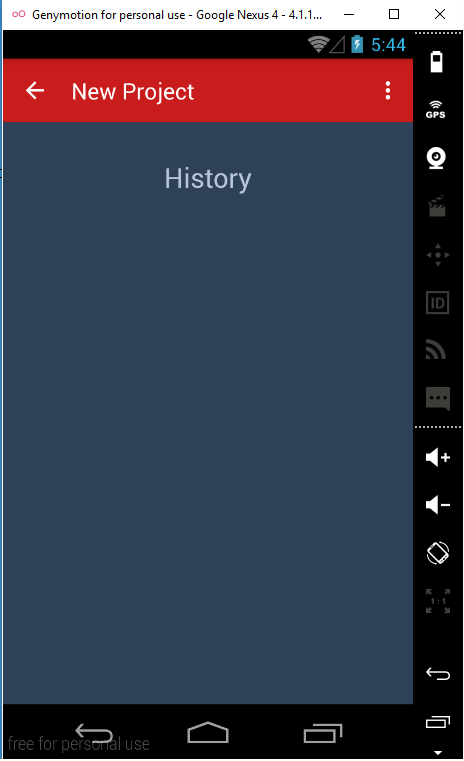 Genymotion for personal use - Google Nexus 4 - 4.1.1...
5:44
New Project
GPS
History
ID
1:1
free for personal use